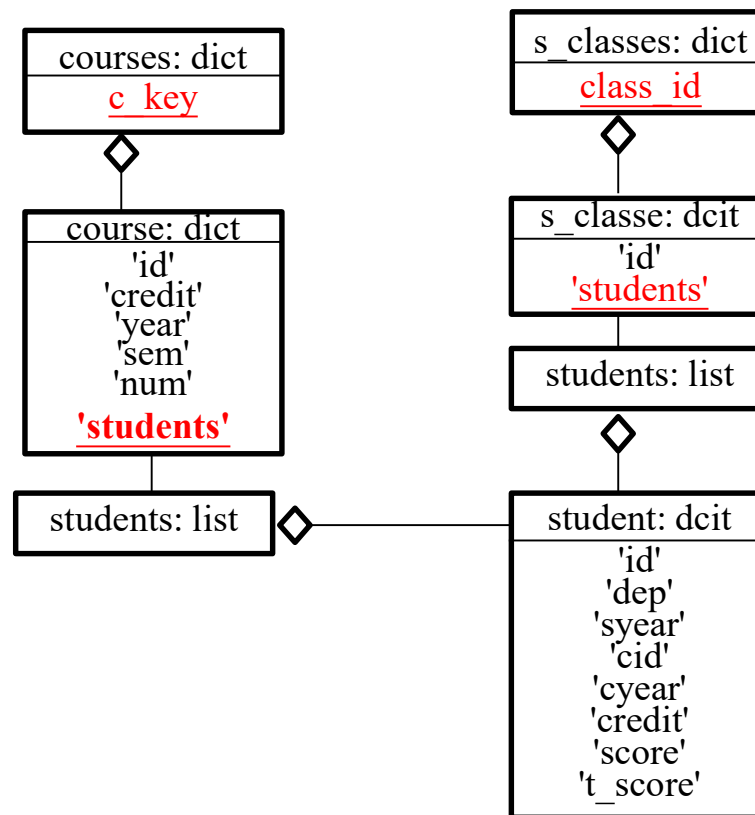 courses: dict
c_key
course: dict
'id'
'credit'
'year'
'sem'
'num'
'students'
students: list
s_classes: dict
class_id
s_classe: dcit
'id'
'students'
students: list
student: dcit
'id'
'dep'
'syear'
'cid'
'cyear'
'credit'
'score'
't_score'